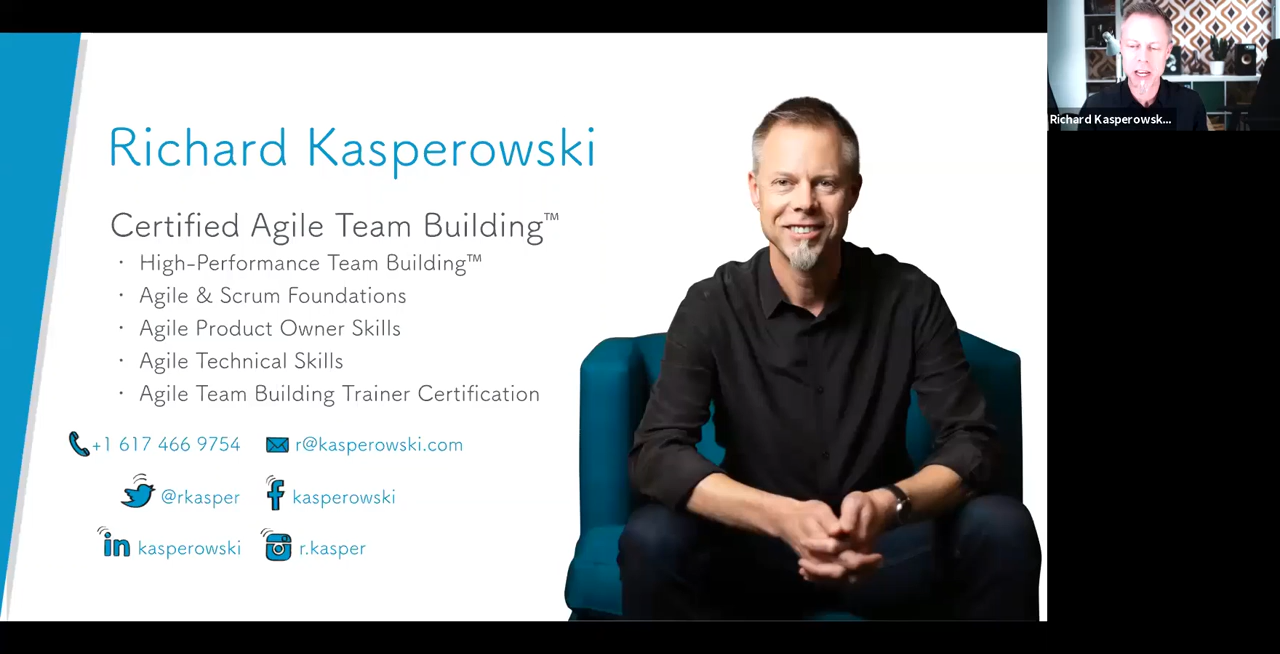 Richard Kasperowski
Certified Agile Team Building™
· High-Performance Team Building™
· Agile & Scrum Foundations
· Agile Product Owner Skills
· Agile Technical Skills
· Agile Team Building Trainer Certification
+1 617 466 9754 r@kasperowski.com
@rkasper kasperowski
in kasperowski r.kasper
Richard Kasperowsk...